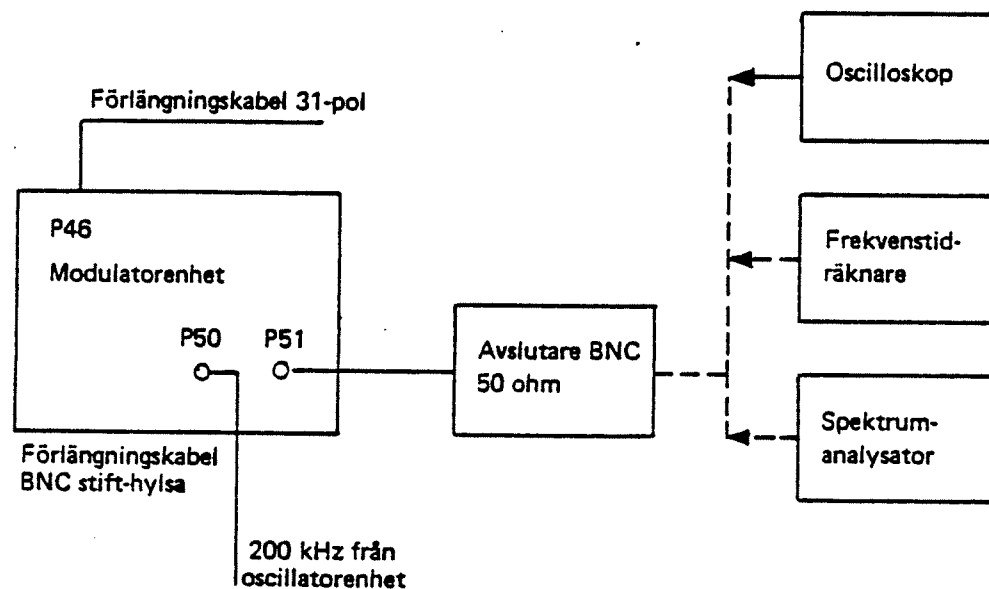 Förlängningskabel 31-pol
P46
Modulatorenhet
P50
P51
Förlängningskabel
BNC stift-hylsa
200 kHz från
oscillatorenhet
Avslutare BNC
50 ohm
Oscilloskop
Frekvenstid-
räknare
Spektrum-
analysator